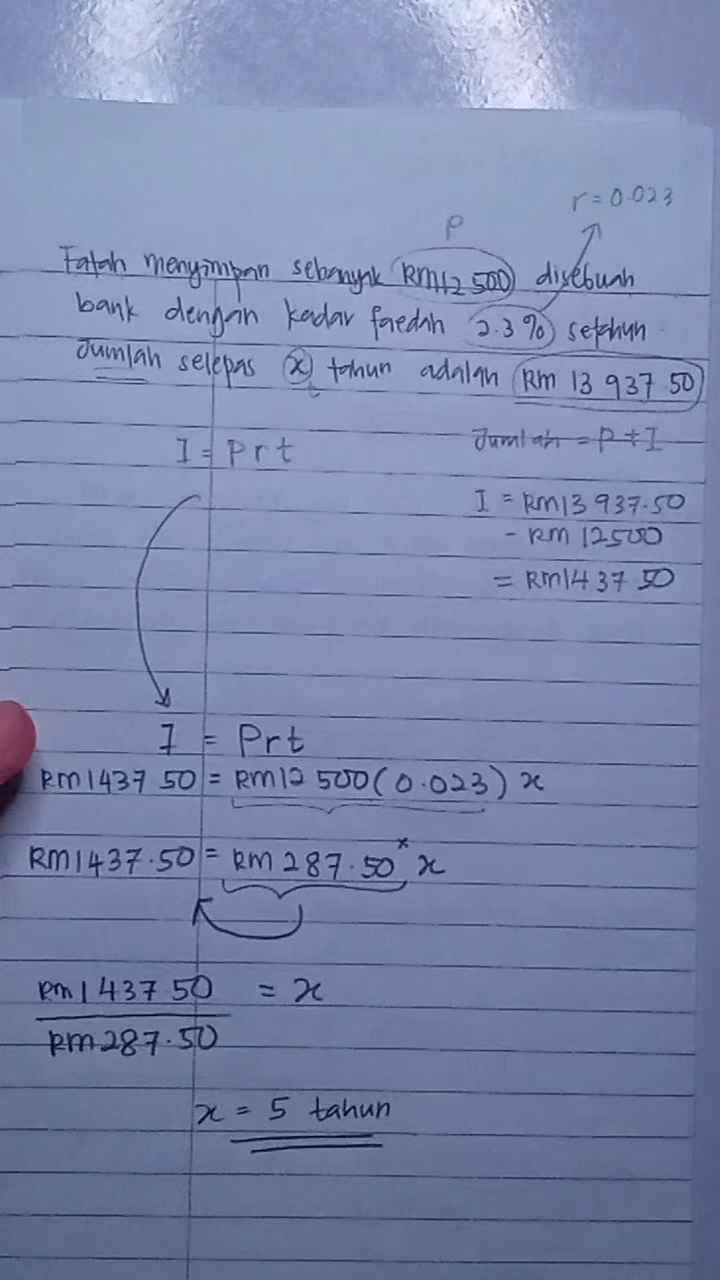 r = 0.023
P
Fatah menyimpan sebanyak RM12 500 disebuah
bank dengan kadar faedah 2.3% setahun.
Jumlah selepas x tahun adalah RM 13 937 50
t
I = Prt
Jumlah = P + I
I = RM13 937.50
- RM 12500
= RM1437.50
I = Prt
RM1437 50 = RM12 500 (0.023) x
RM1437.50 = RM 287.50 x x
RM1437 50 = x
RM287.50
x = 5 tahun